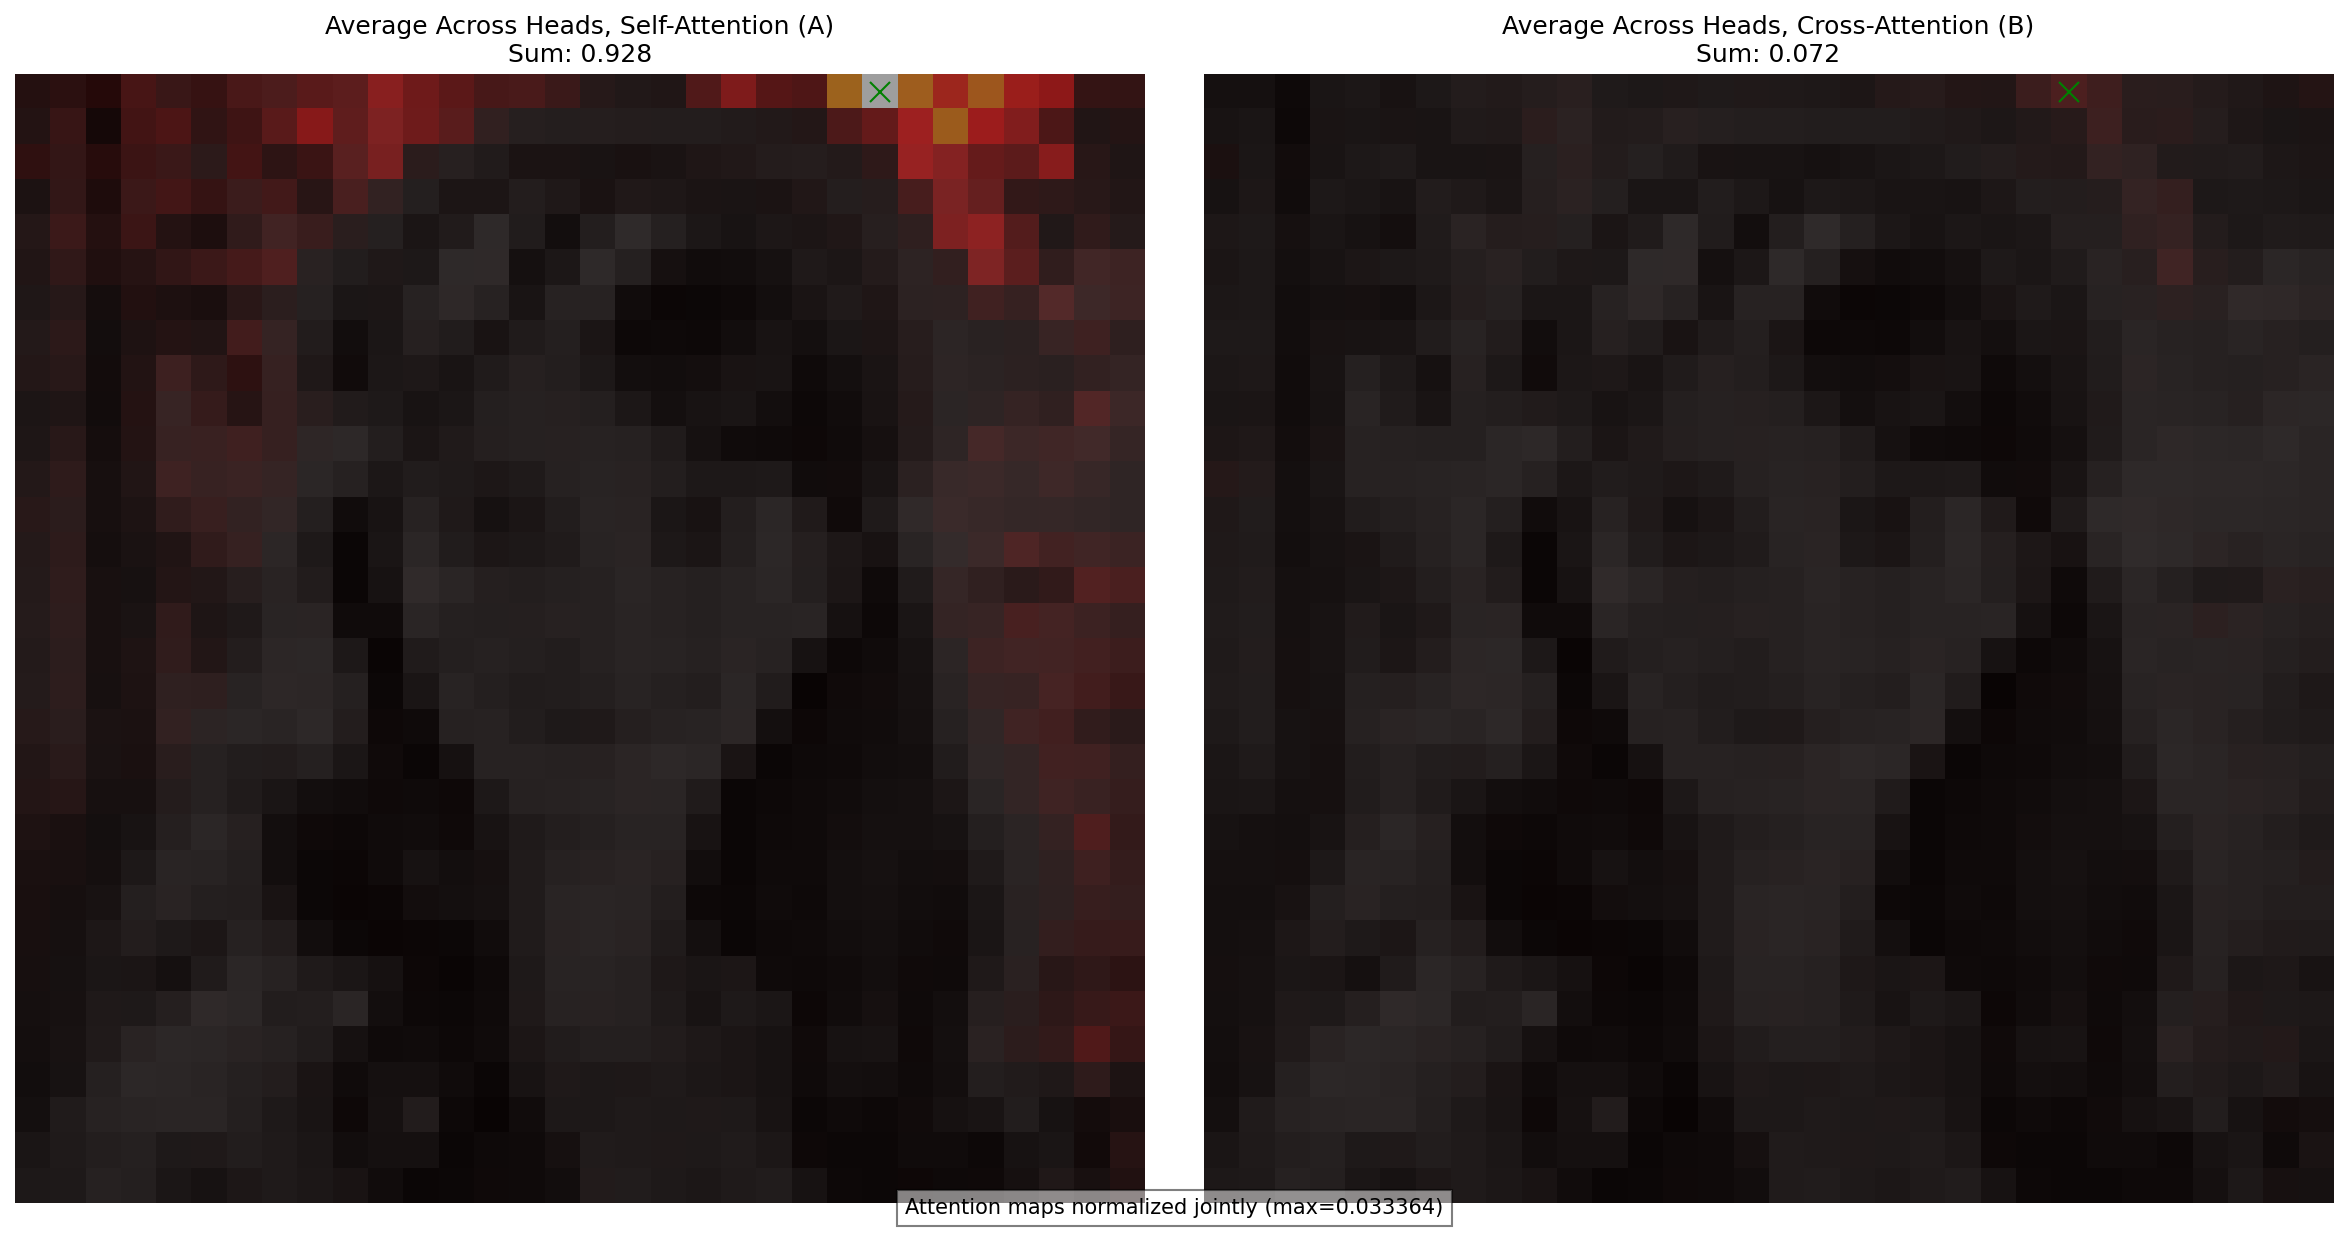 Average Across Heads, Self-Attention (A)
Sum: 0.928
Average Across Heads, Cross-Attention (B)
Sum: 0.072
Attention maps normalized jointly (max=0.033364)